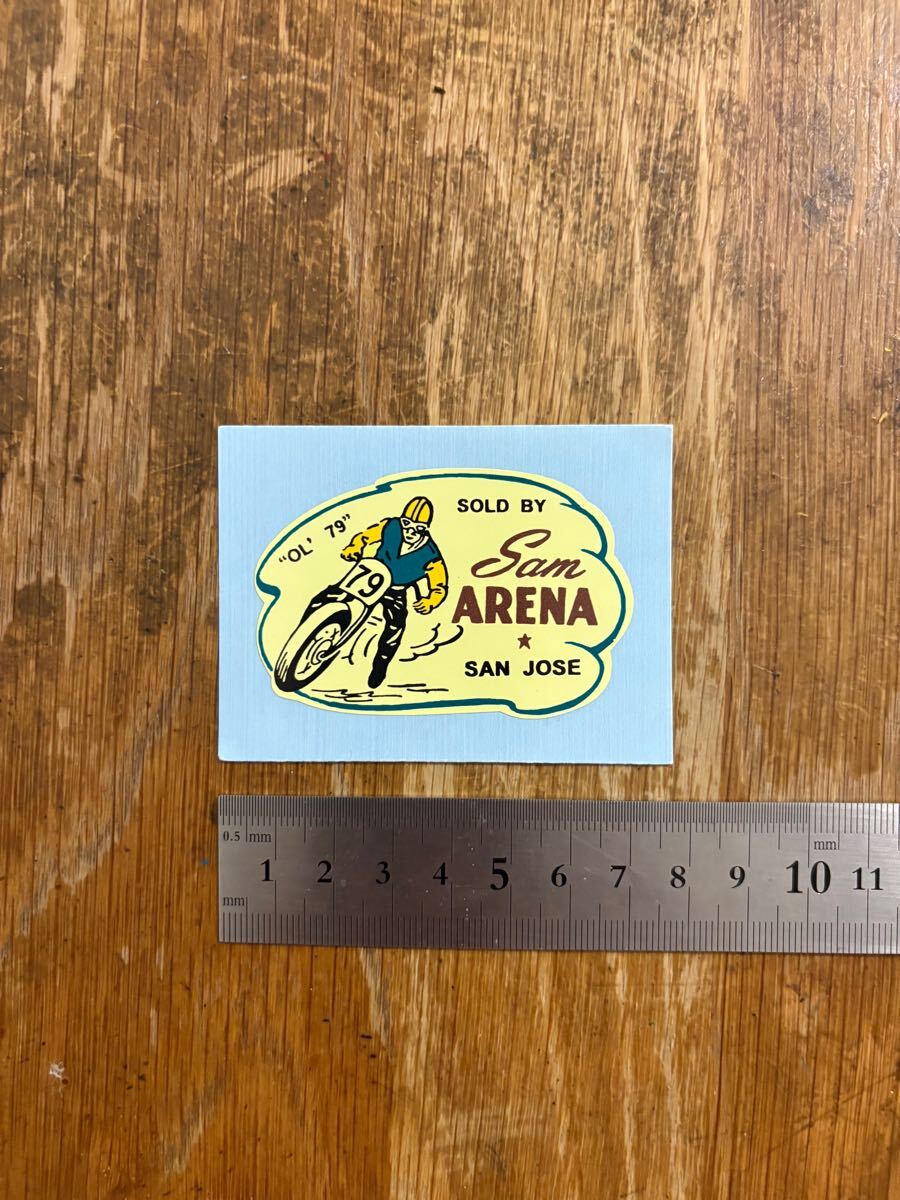 "OL' 79"
SOLD BY
Sam
ARENA
SAN JOSE
79
0.5 mm
mm
1 2 3 4 5 6 7 8 9 10 11
mm